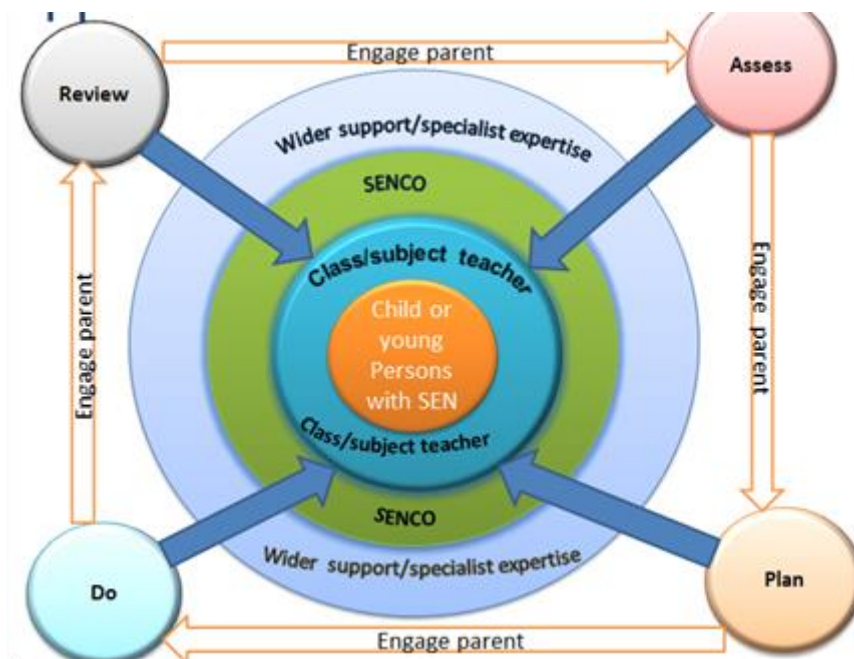 Engage parent
Review
Assess
Wider support/specialist expertise
SENCO
Class/subject teacher
Child or
young
Persons
with SEN
Engage parent
Engage parent
Class/subject teacher
SENCO
Wider support/specialist expertise
Do
Plan
Engage parent